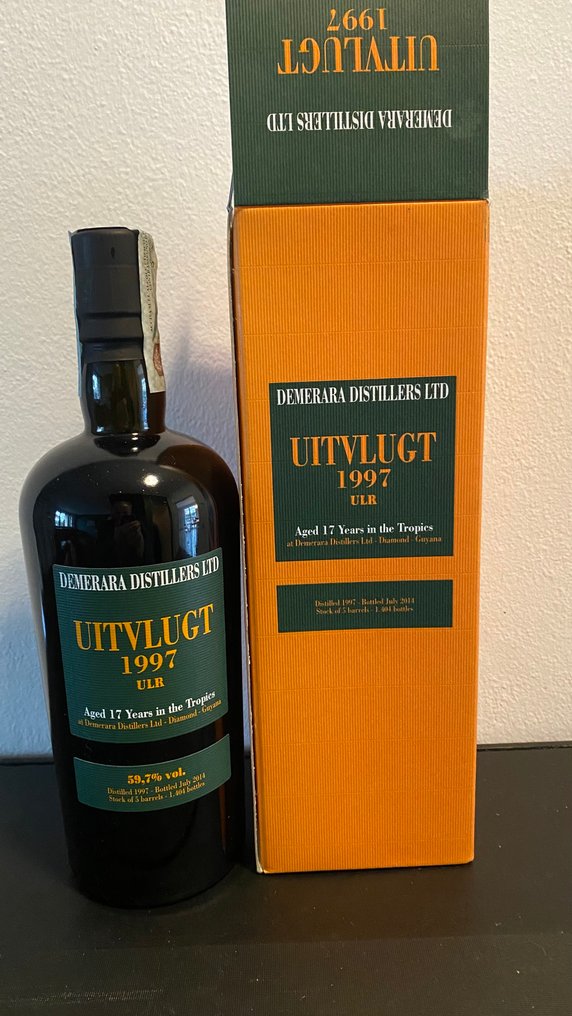 UITVLUGT
1997
DEMERARA DISTILLERS LTD
DEMERARA DISTILLERS LTD
UITVLUGT
1997
ULR
Aged 17 Years in the Tropics
at Demerara Distillers Ltd - Diamond - Guyana
Distilled 1997 - Bottled July 2014
Stock of 5 barrels - 1.404 bottles
DEMERARA DISTILLERS LTD
UITVLUGT
1997
ULR
Aged 17 Years in the Tropics
at Demerara Distillers Ltd - Diamond - Guyana
59,7% vol.
Distilled 1997 - Bottled July 2014
Stock of 5 barrels - 1.404 bottles